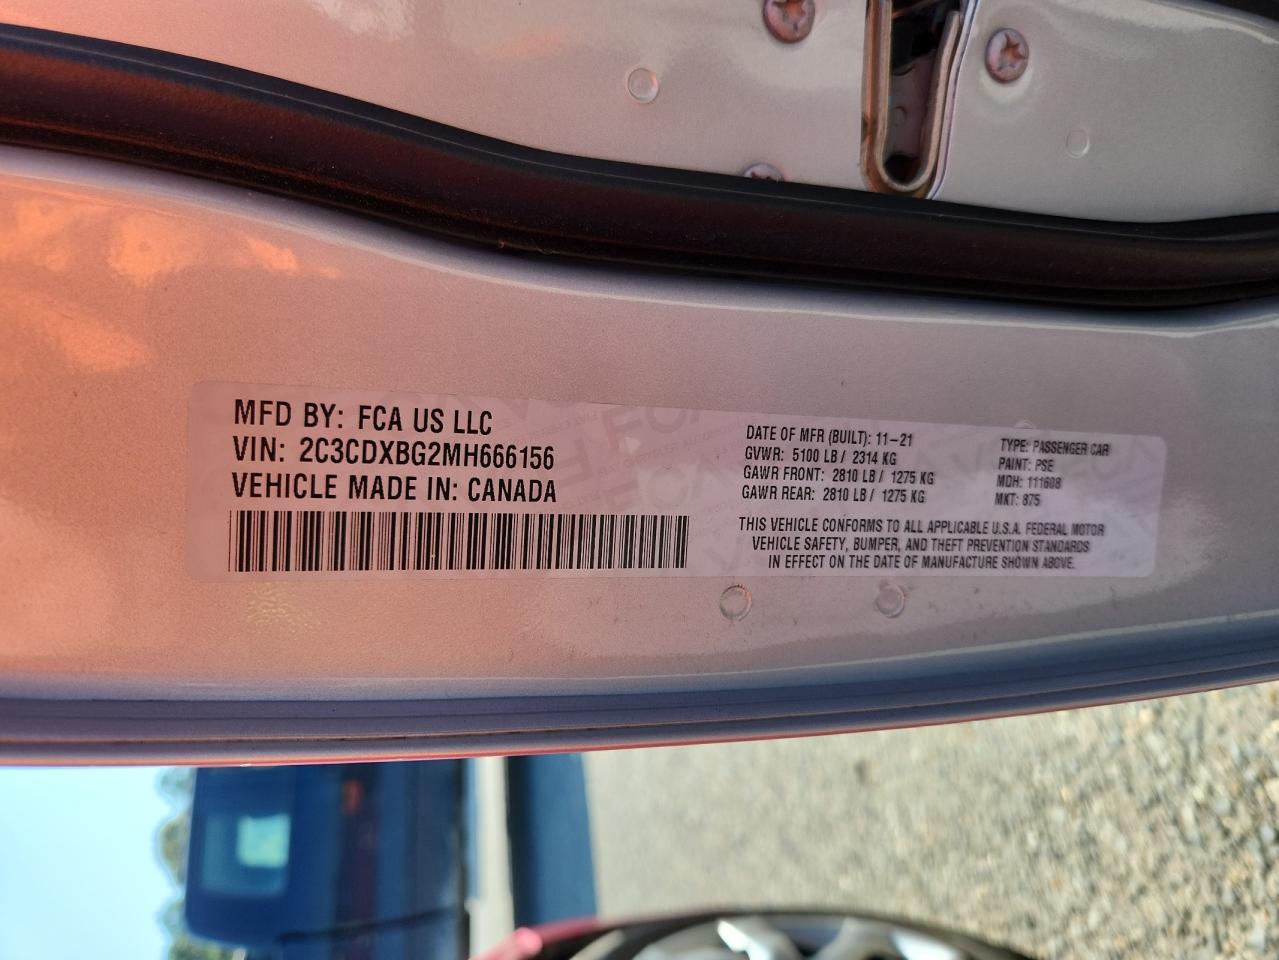 MFD BY: FCA US LLC
VIN: 2C3CDXBG2MH666156
VEHICLE MADE IN: CANADA
DATE OF MFR (BUILT): 11-21
GVWR: 5100 LB / 2314 KG
GAWR FRONT: 2810 LB / 1275 KG
GAWR REAR: 2810 LB / 1275 KG
TYPE: PASSENGER CAR
PAINT: PSE
MDH: 111608
MKT: 875
THIS VEHICLE CONFORMS TO ALL APPLICABLE U.S.A. FEDERAL MOTOR
VEHICLE SAFETY, BUMPER, AND THEFT PREVENTION STANDARDS
IN EFFECT ON THE DATE OF MANUFACTURE SHOWN ABOVE.